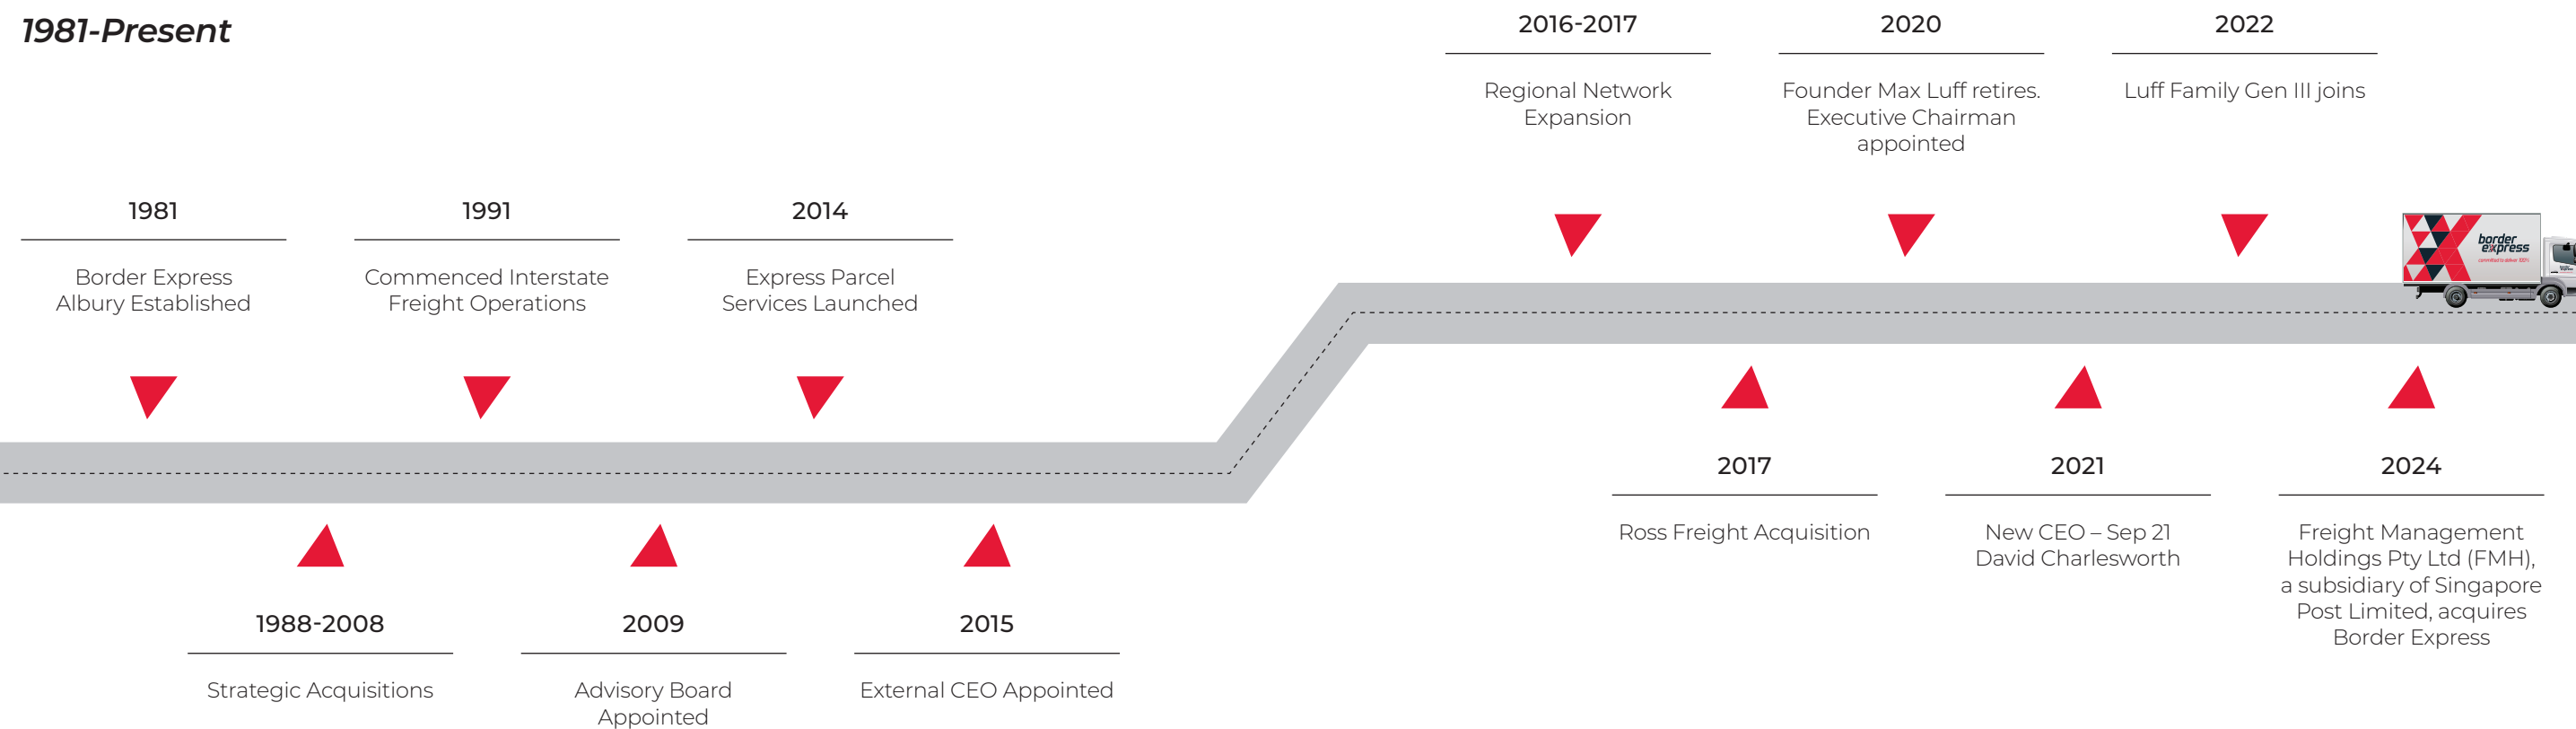 1981-Present
1981
Border Express
Albury Established
1988-2008
Strategic Acquisitions
1991
Commenced Interstate
Freight Operations
2009
Advisory Board
Appointed
2014
Express Parcel
Services Launched
2015
External CEO Appointed
2016-2017
Regional Network
Expansion
2017
Ross Freight Acquisition
2020
Founder Max Luff retires.
Executive Chairman
appointed
2021
New CEO – Sep 21
David Charlesworth
2022
Luff Family Gen III joins
2024
Freight Management
Holdings Pty Ltd (FMH),
a subsidiary of Singapore
Post Limited, acquires
Border Express
border
express
committed to deliver 100%